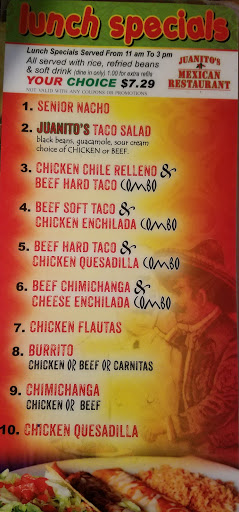 lunch specials
Lunch Specials Served From 11 am To 3 pm
All served with rice, refried beans
& soft drink (dine in only) 1.00 for extra refills
YOUR CHOICE $7.29
NOT VALID WITH ANY COUPONS OR PROMOTIONS
JUANITO'S
MEXICAN
RESTAURANT
1. SENIOR NACHO
2. JUANITO'S TACO SALAD
black beans, guacamole, sour cream
choice of CHICKEN or BEEF.
3. CHICKEN CHILE RELLENO &
BEEF HARD TACO COMBO
4. BEEF SOFT TACO &
CHICKEN ENCHILADA COMBO
5. BEEF HARD TACO &
CHICKEN QUESADILLA COMBO
6. BEEF CHIMICHANGA &
CHEESE ENCHILADA COMBO
7. CHICKEN FLAUTAS
8. BURRITO
CHICKEN OR BEEF OR CARNITAS
9. CHIMICHANGA
CHICKEN OR BEEF
10. CHICKEN QUESADILLA